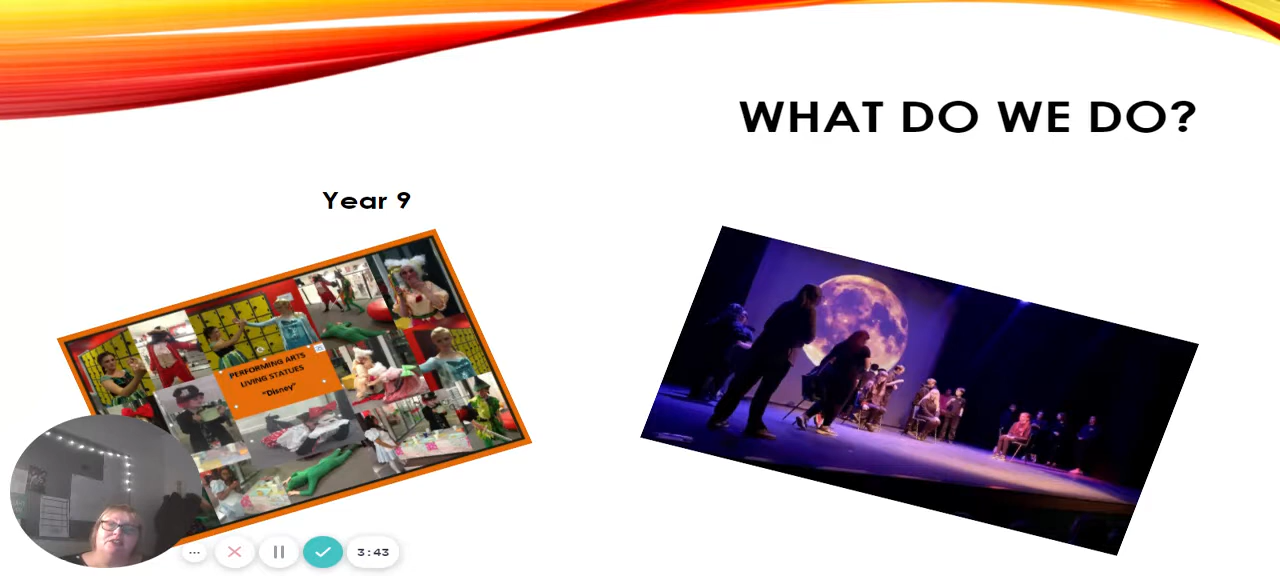 WHAT DO WE DO?
Year 9
PERFORMING ARTS
LIVING STATUES
"Disney"
3:43